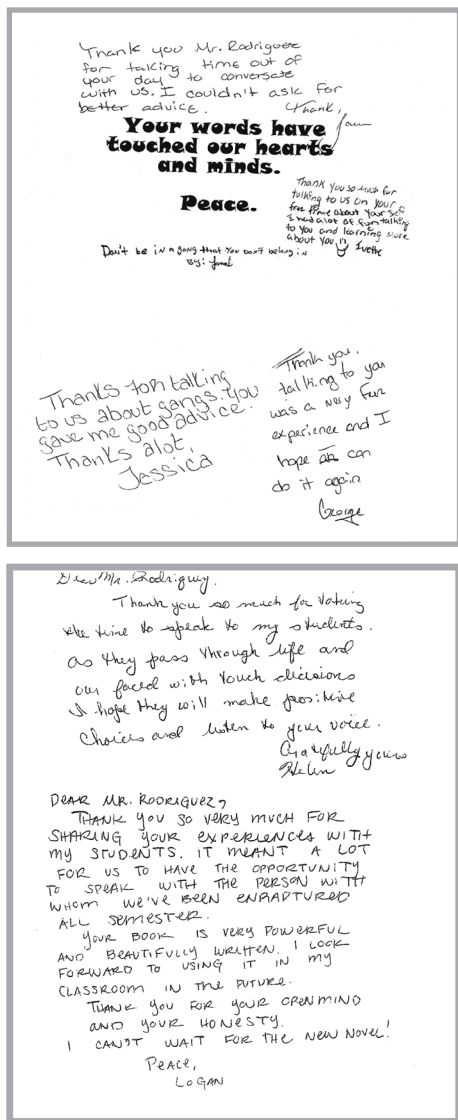 Thank you Mr. Rodriguez
for talking time out of
your day to conversate
with us. I couldn't ask for
better advice. Thank,
Your words have
touched our hearts
and minds.
Peace.
Thank you so much for
talking to us on your
free time about your self
I had alot of fun talking
to you and learning more
about you Ivette
Don't be in a gang that you don't belong in
By: Jamal
Thanks for talking
to us about gangs. You
gave me good advice.
Thanks alot,
Jessica
Thank you,
talking to you
was a very fun
experience and I
hope can
do it again
George
Dear Mr. Rodriguez.
Thank you so much for taking
the time to speak to my students.
As they pass through life and
our faced with touch dicisions
I hope they will make positive
choices and listen to your voice.
Gratefully yours
Helen
DEAR MR. RODRIGUEZ,
THANK YOU SO VERY MUCH FOR
SHARING YOUR EXPERIENCES WITH
MY STUDENTS. IT MEANT A LOT
FOR US TO HAVE THE OPPORTUNITY
TO SPEAK WITH THE PERSON WITH
WHOM WE'VE BEEN ENRAPTURED
ALL SEMESTER.
YOUR BOOK IS VERY POWERFUL
AND BEAUTIFULLY WRITTEN. I LOOK
FORWARD TO USING IT IN MY
CLASSROOM IN THE FUTURE.
THANK YOU FOR YOUR OPEN MIND
AND YOUR HONESTY.
I CAN'T WAIT FOR THE NEW NOVEL!
PEACE,
LOGAN